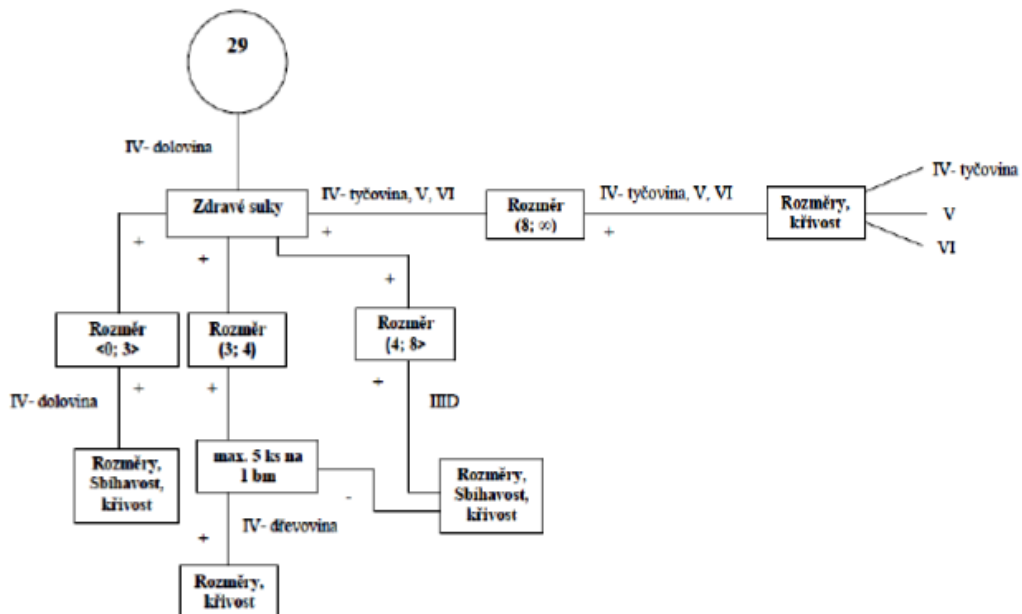 29
IV- dolovina
Zdravé suky
IV- tyčovina, V, VI
+
Rozměr
(8; ∞)
IV- tyčovina, V, VI
+
Rozměry,
křivost
IV- tyčovina
V
VI
+
+
+
Rozměr
<0; 3>
Rozměr
(3; 4)
Rozměr
(4; 8>
+
+
+
IV- dolovina
IIID
Rozměry,
Sbíhavost,
křivost
max. 5 ks na
1 bm
-
Rozměry,
Sbíhavost,
křivost
+
IV- dřevovina
Rozměry,
křivost